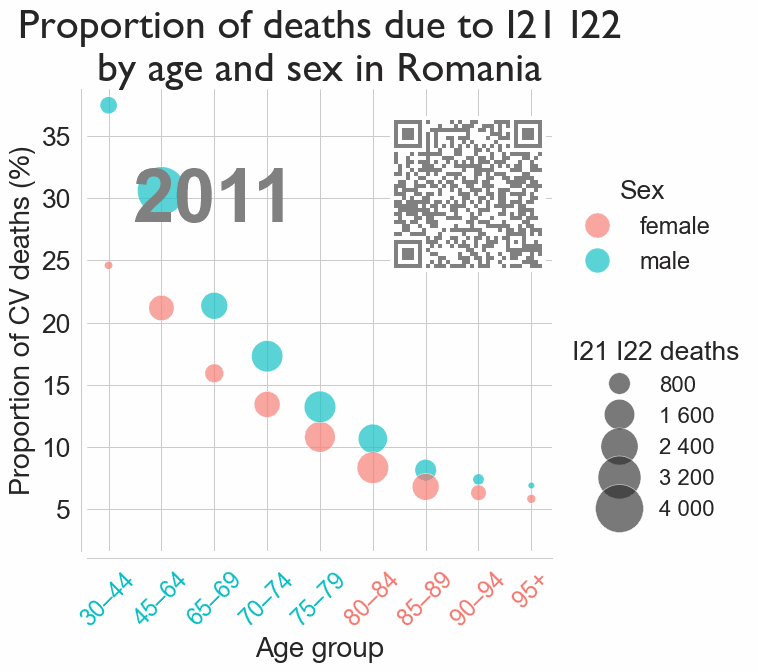 Proportion of deaths due to I21 I22
by age and sex in Romania
Proportion of CV deaths (%)
35
30
25
20
15
10
5
2011
30–44
45–64
65–69
70–74
75–79
80–84
85–89
90–94
95+
Age group
Sex
female
male
I21 I22 deaths
800
1 600
2 400
3 200
4 000